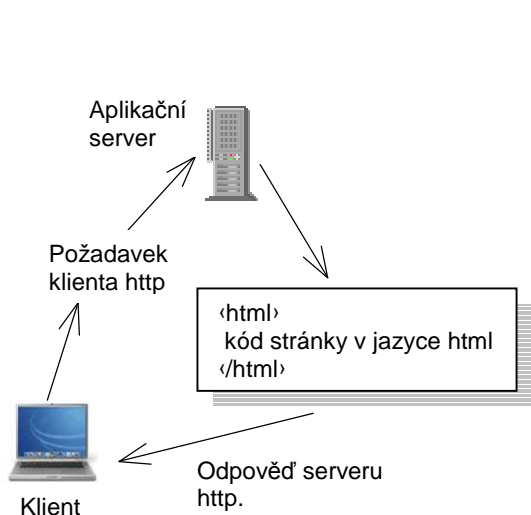 Aplikační
server
Požadavek
klienta http
‹html›
kód stránky v jazyce html
‹/html›
Odpověď serveru
http.
Klient